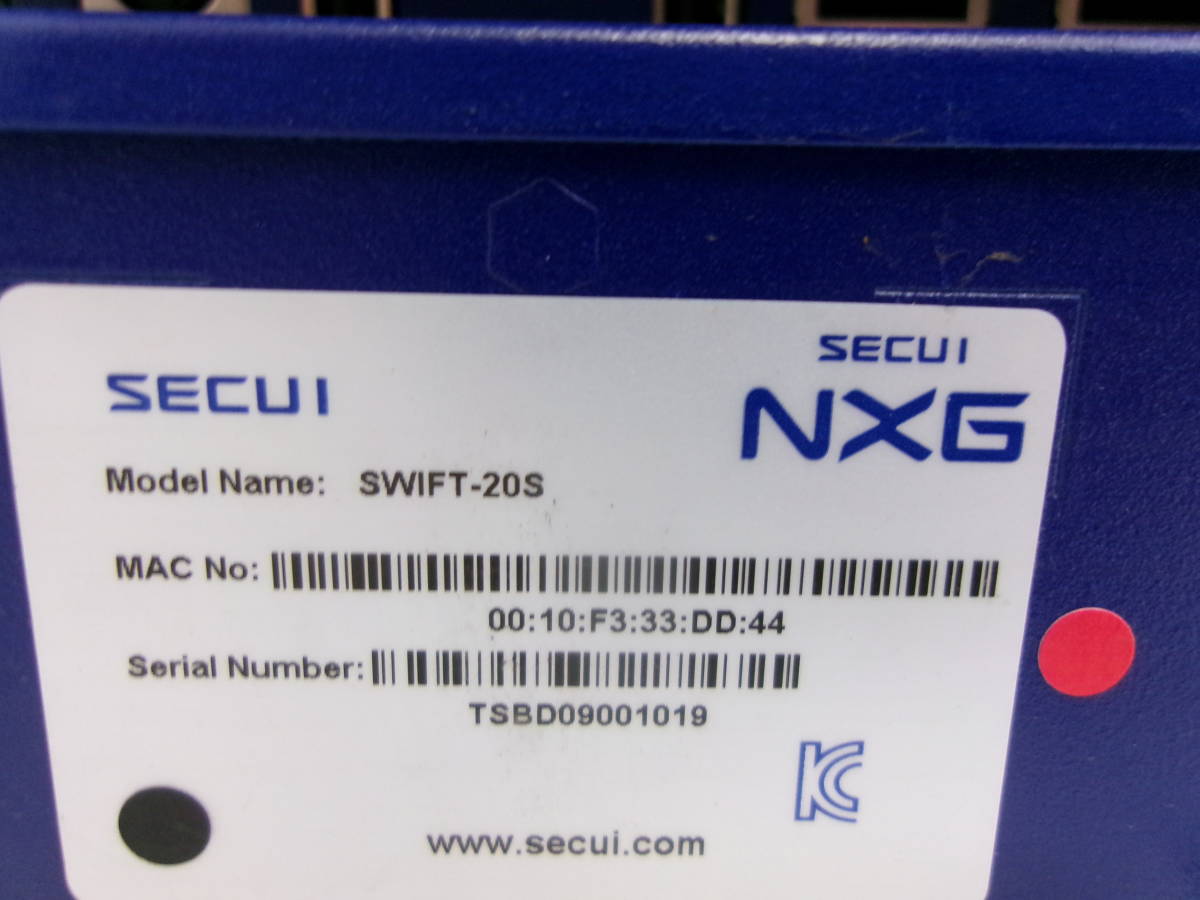 SECUI
NXG
SECUI
Model Name: SWIFT-20S
MAC No:
00:10:F3:33:DD:44
Serial Number:
TSBD09001019
KC
www.secui.com